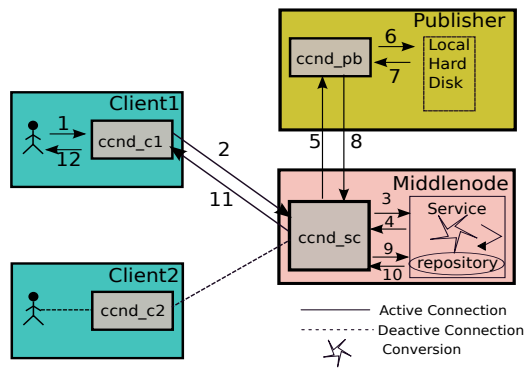 Publisher
6
ccnd_pb
Local
Hard
Disk
7
Client1
1
ccnd_c1
12
2
11
5
8
Middlenode
3
Service
4
ccnd_sc
9
repository
10
Client2
ccnd_c2
Active Connection
Deactive Connection
Conversion